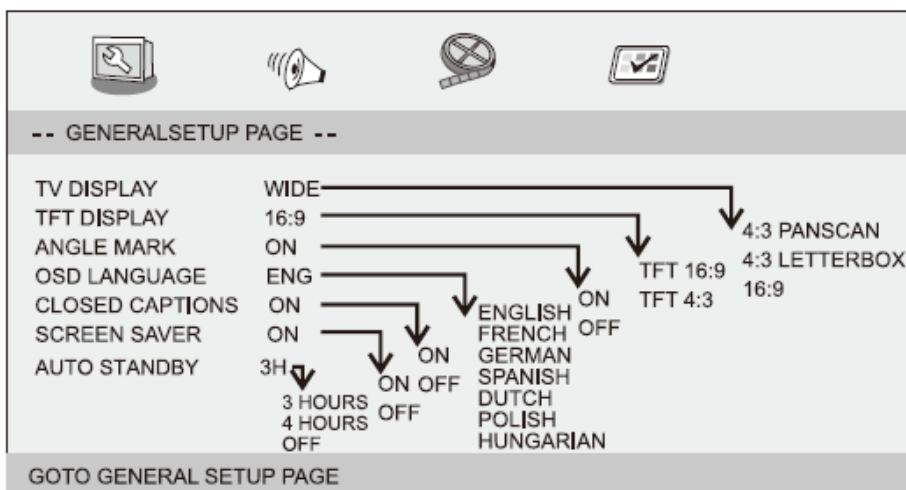 -- GENERALSETUP PAGE --
TV DISPLAY WIDE
TFT DISPLAY 16:9
ANGLE MARK ON
OSD LANGUAGE ENG
CLOSED CAPTIONS ON
SCREEN SAVER ON
AUTO STANDBY 3H
3 HOURS
4 HOURS
OFF
ON
OFF
ON
OFF
ENGLISH
FRENCH
GERMAN
SPANISH
DUTCH
POLISH
HUNGARIAN
ON
OFF
TFT 16:9
TFT 4:3
4:3 PANSCAN
4:3 LETTERBOX
16:9
GOTO GENERAL SETUP PAGE